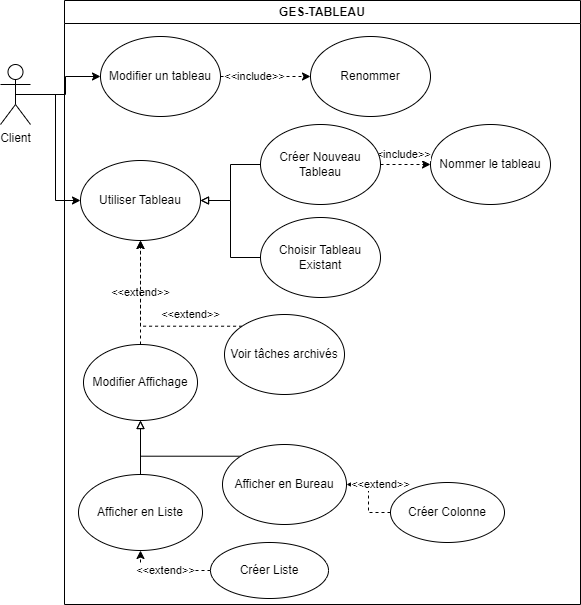 GES-TABLEAU
Modifier un tableau
<<include>>
Renommer
Client
Créer Nouveau
Tableau
<<include>>
Nommer le tableau
Utiliser Tableau
Choisir Tableau
Existant
<<extend>>
<<extend>>
Voir tâches archivés
Modifier Affichage
Afficher en Bureau
<<extend>>
Afficher en Liste
Créer Colonne
<<extend>>
Créer Liste